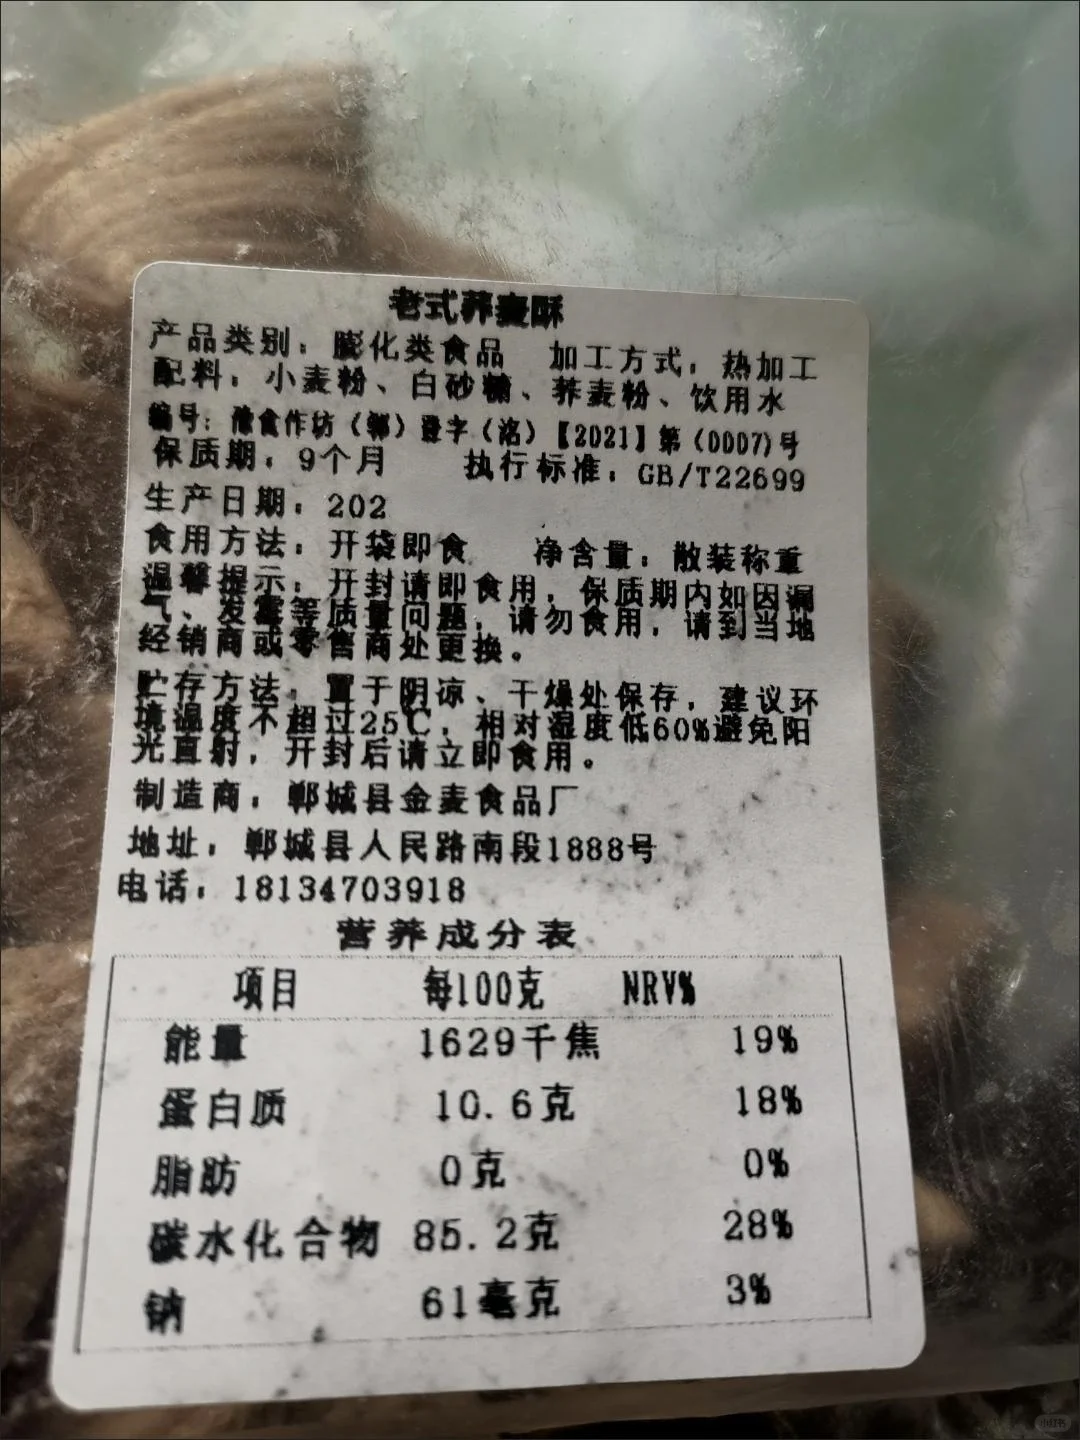 老式荞麦酥
产品类别：膨化类食品 加工方式：热加工
配料：小麦粉、白砂糖、荞麦粉、饮用水
编号：豫食作坊（郸）登字（洺）【2021】第（0007)号
保质期：9个月 执行标准：GB/T22699
生产日期：202
食用方法：开袋即食 净含量：散装称重
温馨提示：开封请即食用，保质期内如因漏
气、发霉等质量问题，请勿食用，请到当地
经销商或零售商处更换。
贮存方法：置于阴凉、干燥处保存，建议环
境温度不超过25℃，相对湿度低60%避免阳
光直射，开封后请立即食用。
制造商：郸城县金麦食品厂
地址：郸城县人民路南段1888号
电话：18134703918
营养成分表
项目 每100克 NRV%
能量 1629千焦 19%
蛋白质 10.6克 18%
脂肪 0克 0%
碳水化合物 85.2克 28%
钠 61毫克 3%
小红书